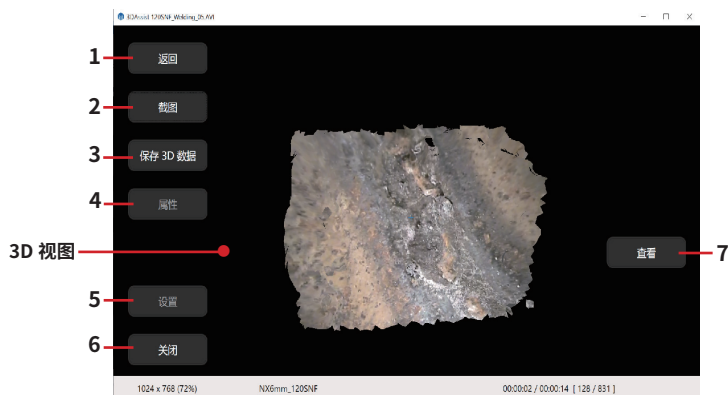 3DAssist-120SNF_Welding_05.AVI
1 返回
2 截图
3 保存 3D 数据
4 属性
3D 视图
查看 7
5 设置
6 关闭
1024 x 768 (72%) NX6mm_120SNF 00:00:02 / 00:00:14 [ 128 / 831 ]